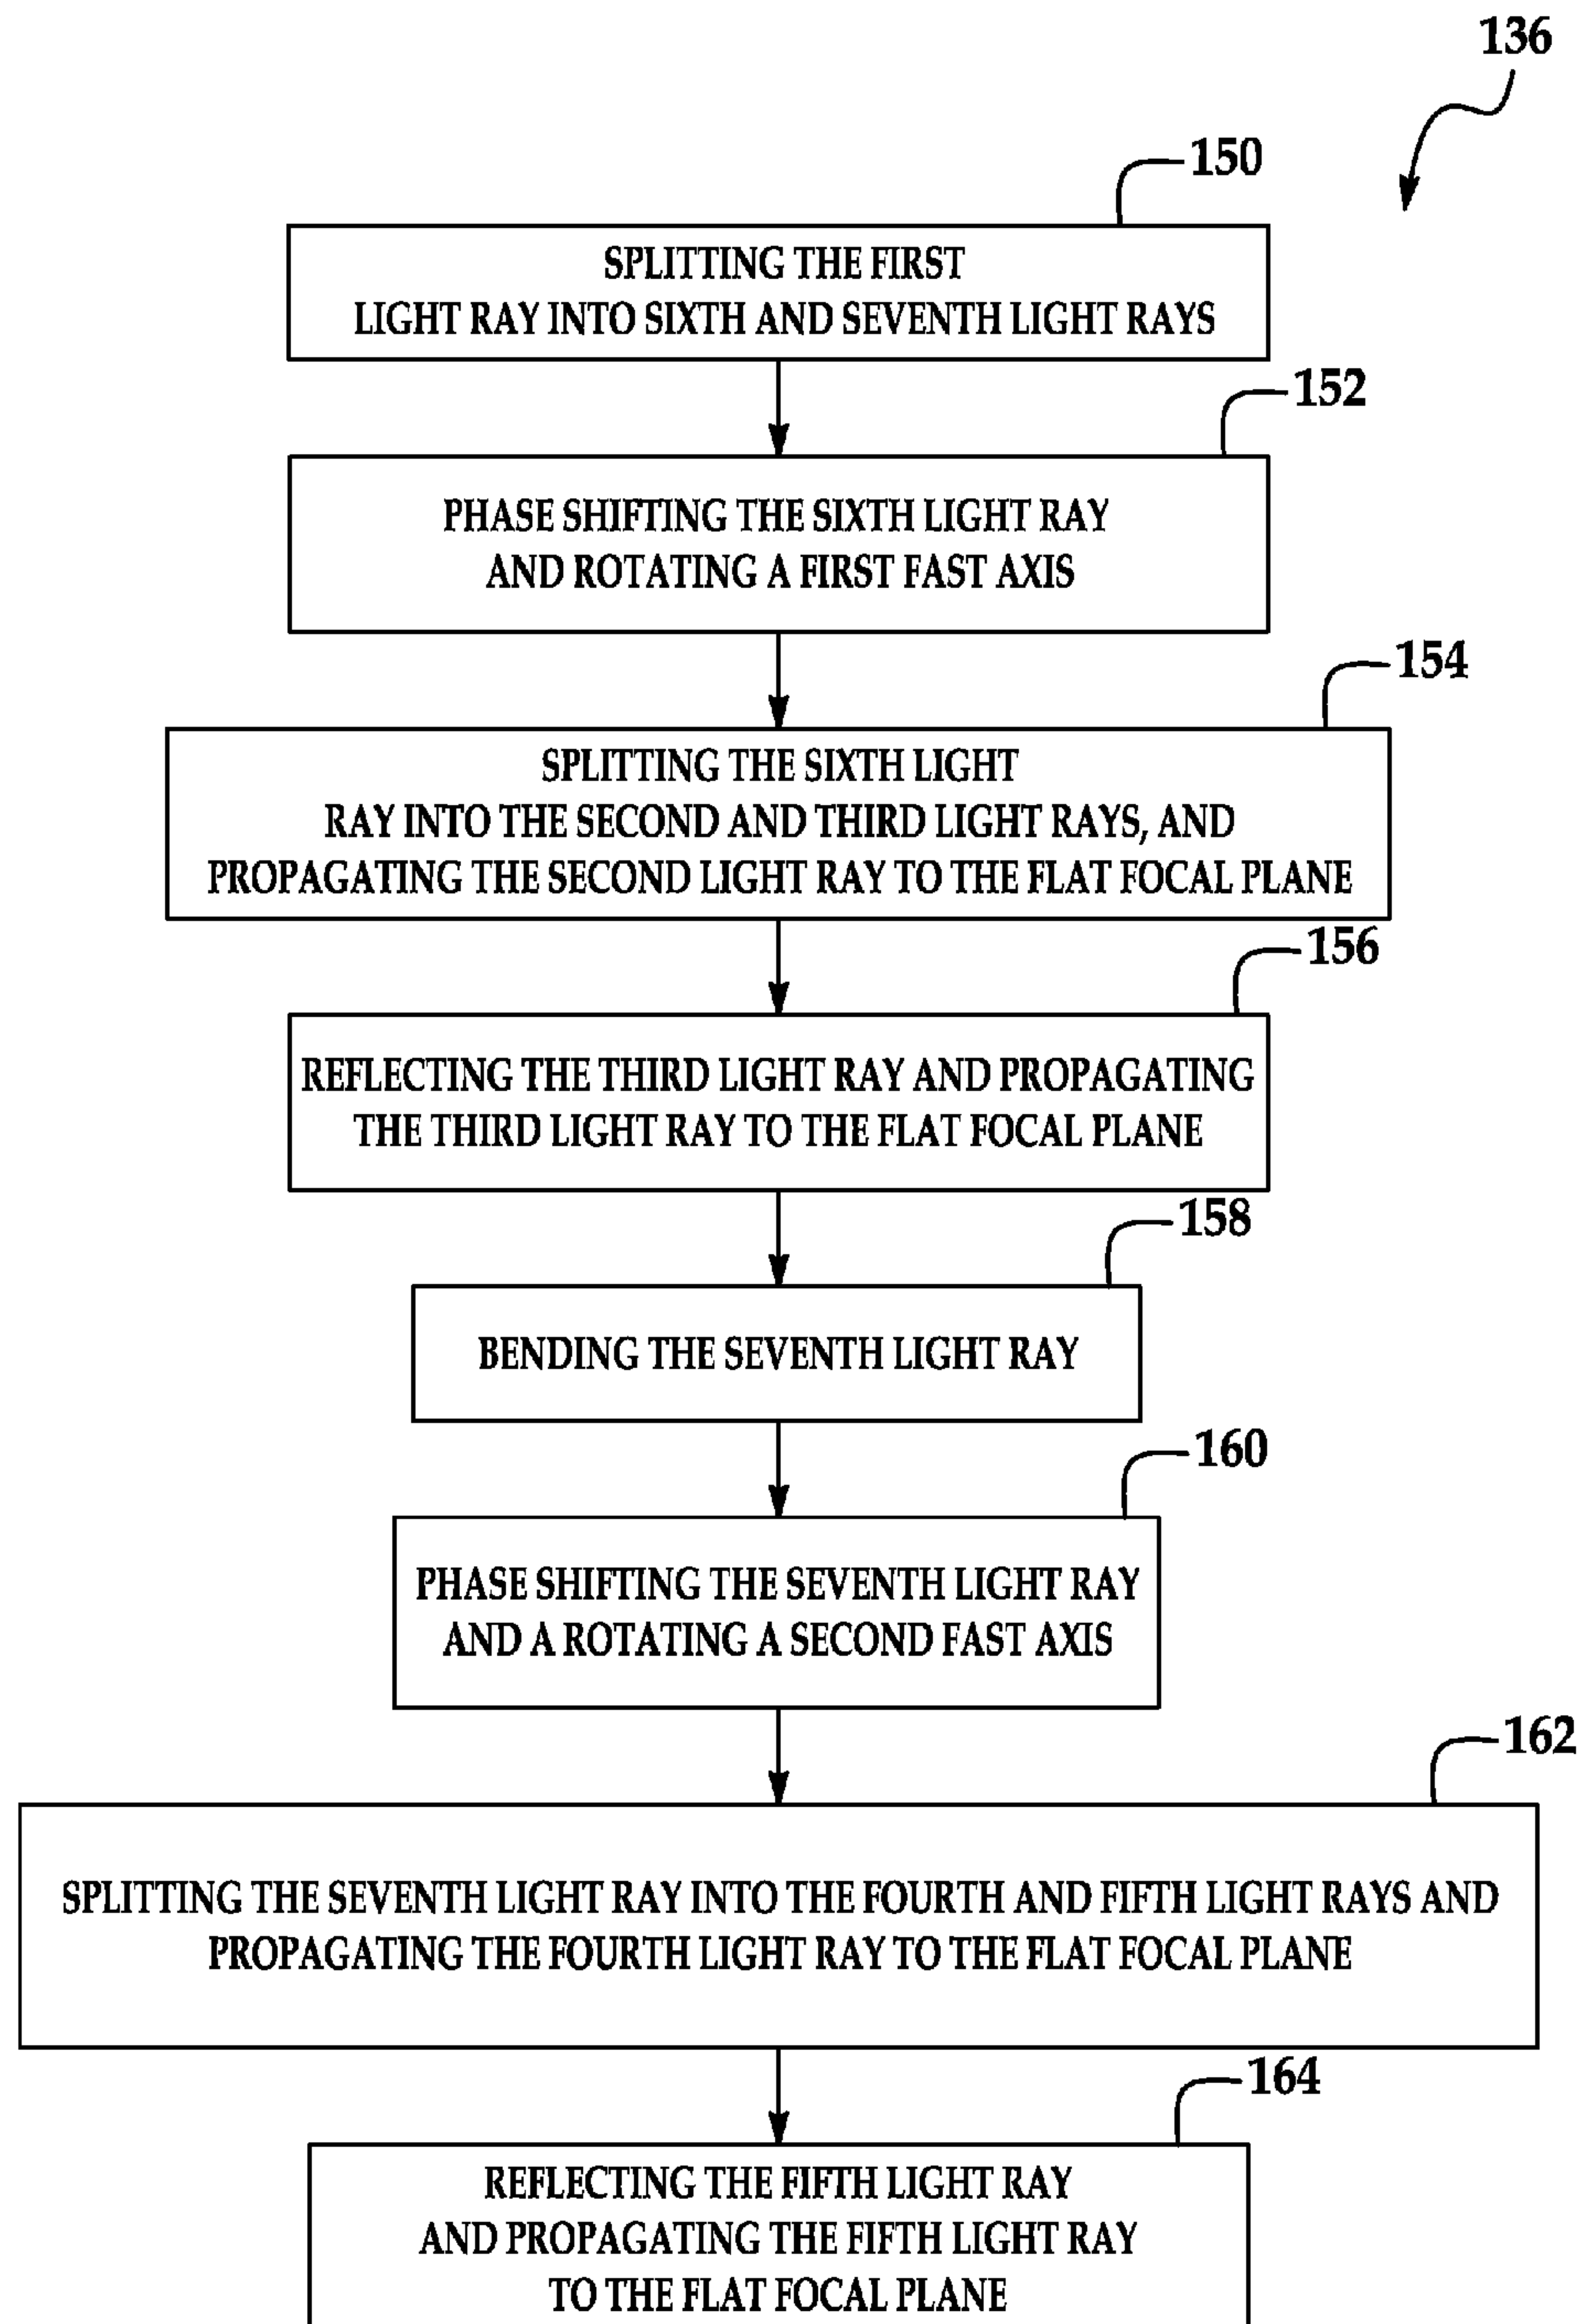 136
150
SPLITTING THE FIRST
LIGHT RAY INTO SIXTH AND SEVENTH LIGHT RAYS
152
PHASE SHIFTING THE SIXTH LIGHT RAY
AND ROTATING A FIRST FAST AXIS
154
SPLITTING THE SIXTH LIGHT
RAY INTO THE SECOND AND THIRD LIGHT RAYS, AND
PROPAGATING THE SECOND LIGHT RAY TO THE FLAT FOCAL PLANE
156
REFLECTING THE THIRD LIGHT RAY AND PROPAGATING
THE THIRD LIGHT RAY TO THE FLAT FOCAL PLANE
158
BENDING THE SEVENTH LIGHT RAY
160
PHASE SHIFTING THE SEVENTH LIGHT RAY
AND A ROTATING A SECOND FAST AXIS
162
SPLITTING THE SEVENTH LIGHT RAY INTO THE FOURTH AND FIFTH LIGHT RAYS AND
PROPAGATING THE FOURTH LIGHT RAY TO THE FLAT FOCAL PLANE
164
REFLECTING THE FIFTH LIGHT RAY
AND PROPAGATING THE FIFTH LIGHT RAY
TO THE FLAT FOCAL PLANE